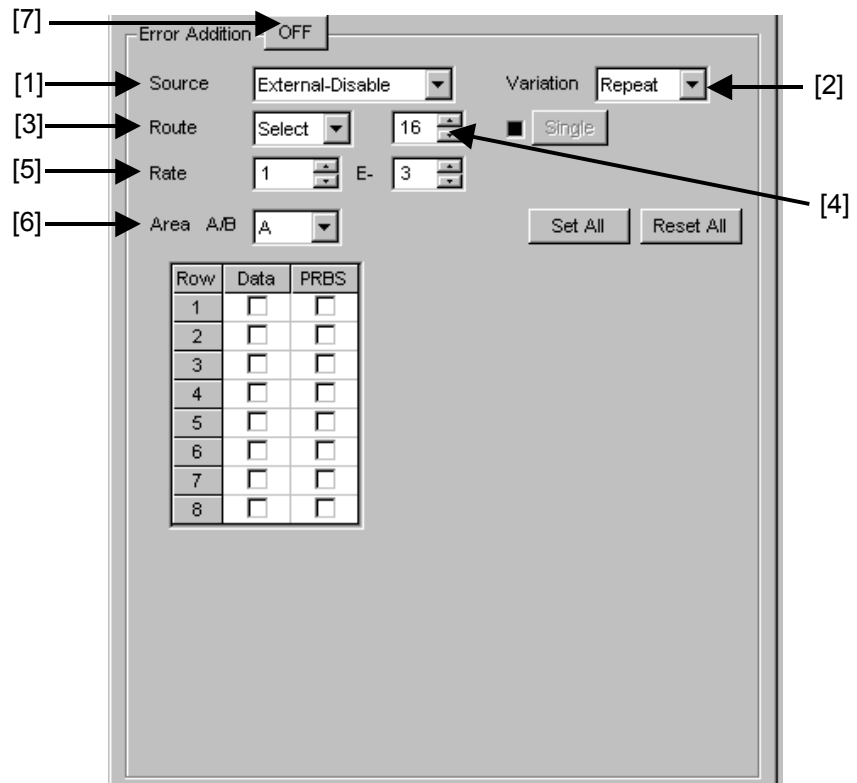 [7] Error Addition OFF
[1] Source External-Disable Variation Repeat [2]
[3] Route Select 16 Single
[5] Rate 1 E- 3
[4]
[6] Area A/B A Set All Reset All
Row Data PRBS
1
2
3
4
5
6
7
8